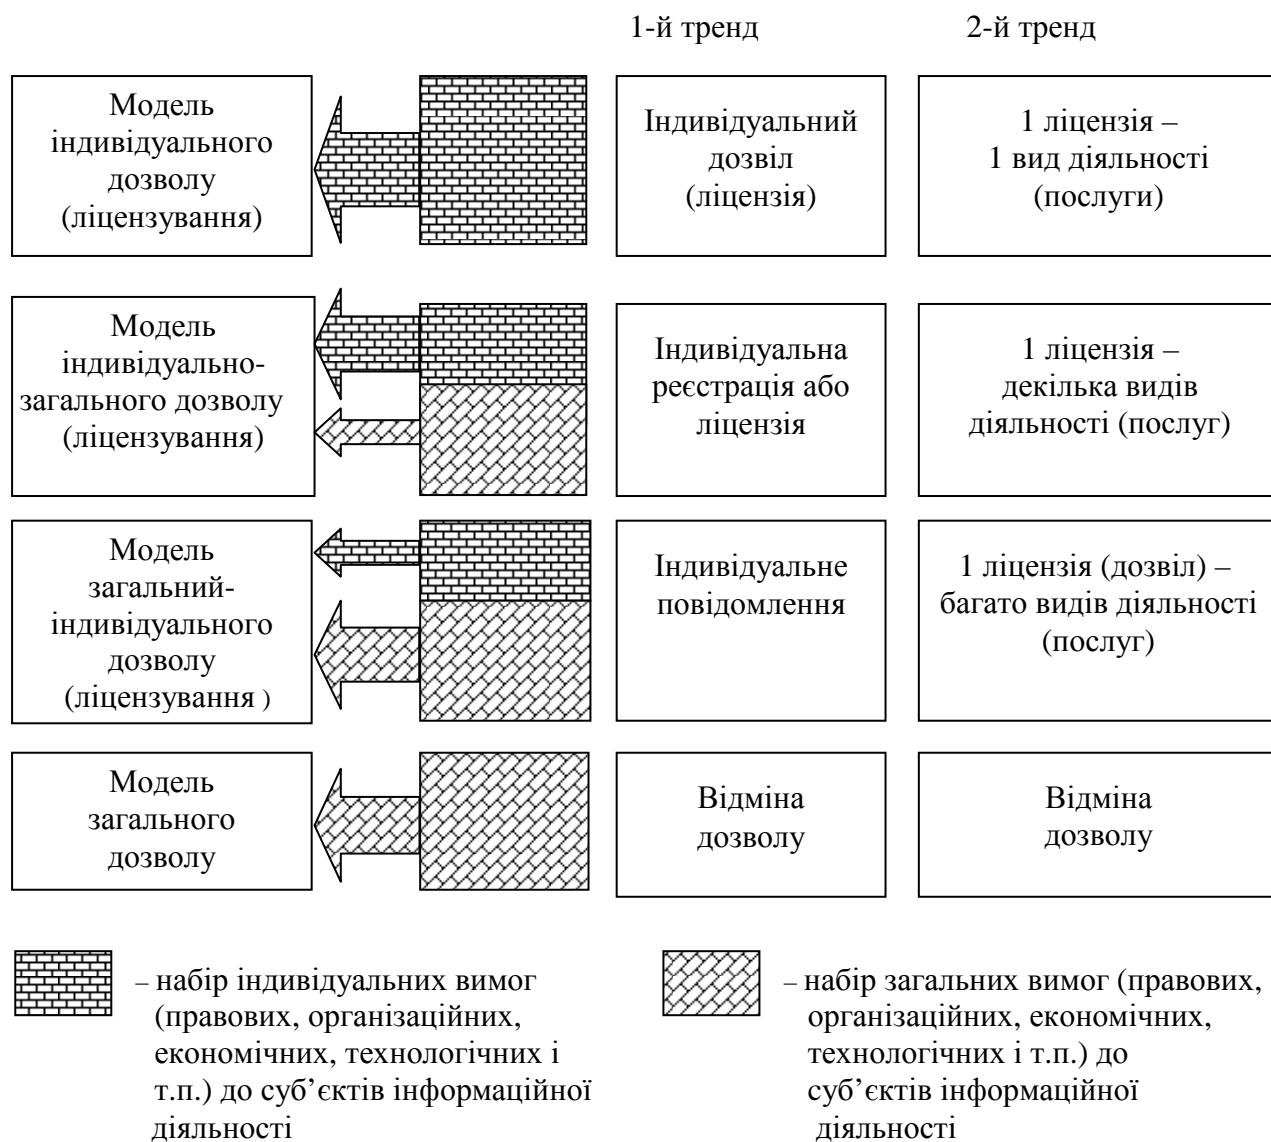 1-й тренд
2-й тренд
Модель
індивідуального
дозволу
(ліцензування)
Індивідуальний
дозвіл
(ліцензія)
1 ліцензія –
1 вид діяльності
(послуги)
Модель
індивідуально-
загального дозволу
(ліцензування)
Індивідуальна
реєстрація або
ліцензія
1 ліцензія –
декілька видів
діяльності (послуг)
Модель
загальний-
індивідуального
дозволу
(ліцензування )
Індивідуальне
повідомлення
1 ліцензія (дозвіл) –
багато видів діяльності
(послуг)
Модель
загального
дозволу
Відміна
дозволу
Відміна
дозволу
– набір індивідуальних вимог
(правових, організаційних,
економічних, технологічних і
т.п.) до суб’єктів інформаційної
діяльності
– набір загальних вимог (правових,
організаційних, економічних,
технологічних і т.п.) до
суб’єктів інформаційної
діяльності